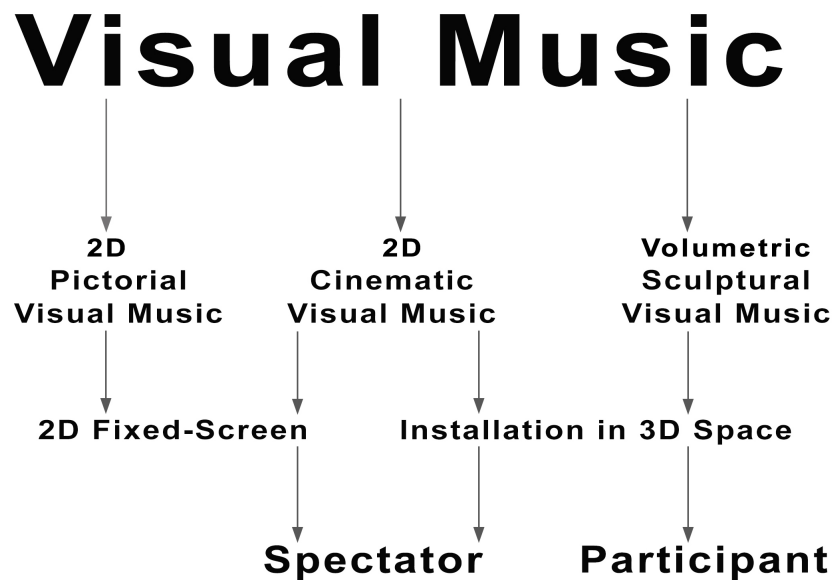 Visual Music
2D
Pictorial
Visual Music
2D
Cinematic
Visual Music
Volumetric
Sculptural
Visual Music
2D Fixed-Screen
Installation in 3D Space
Spectator
Participant